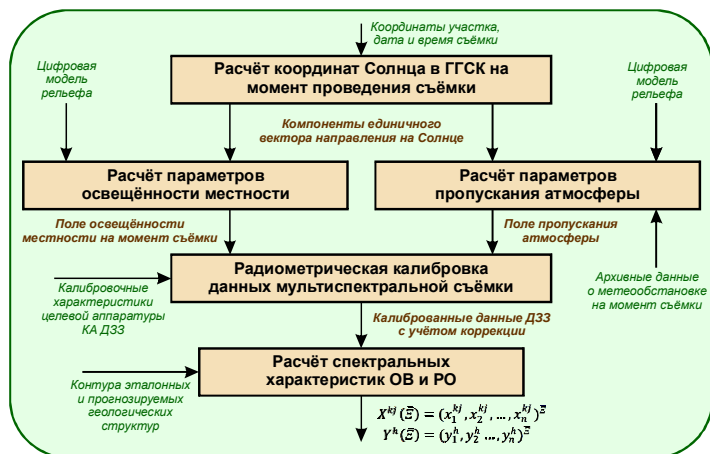 Координаты участка,
дата и время съёмки
Расчёт координат Солнца в ГГСК на
момент проведения съёмки
Цифровая
модель
рельефа
Цифровая
модель
рельефа
Компоненты единичного
вектора направления на Солнце
Расчёт параметров
освещённости местности
Расчёт параметров
пропускания атмосферы
Поле освещённости
местности на момент съёмки
Поле пропускания
атмосферы
Радиометрическая калибровка
данных мультиспектральной съёмки
Калибровочные
характеристики
целевой аппаратуры
КА ДЗЗ
Архивные данные
о метеообстановке
на момент съёмки
Калиброванные данные ДЗЗ
с учётом коррекции
Расчёт спектральных
характеристик ОВ и РО
Контура эталонных
и прогнозируемых
геологических
структур
X^{kj}(Ξ̄) = (x_1^{kj}, x_2^{kj}, ..., x_n^{kj})^{Ξ̄}
Y^h(Ξ̄) = (y_1^h, y_2^h ..., y_n^h)^{Ξ̄}